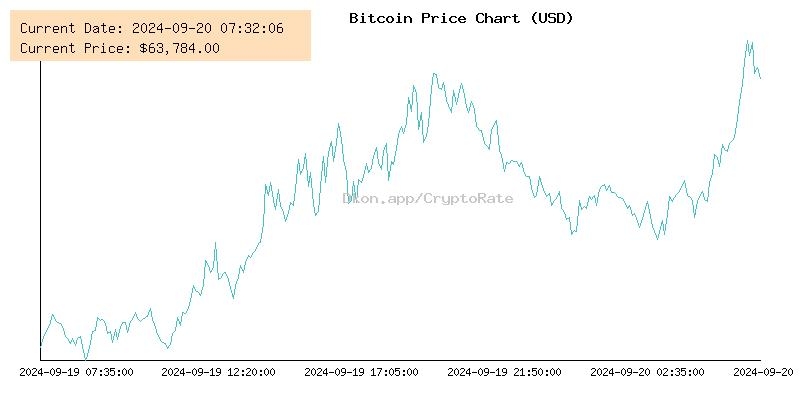 Bitcoin Price Chart (USD)
Current Date: 2024-09-20 07:32:06
Current Price: $63,784.00
Dlon.app/CryptoRate
2024-09-19 07:35:00 2024-09-19 12:20:00 2024-09-19 17:05:00 2024-09-19 21:50:00 2024-09-20 02:35:00 2024-09-20